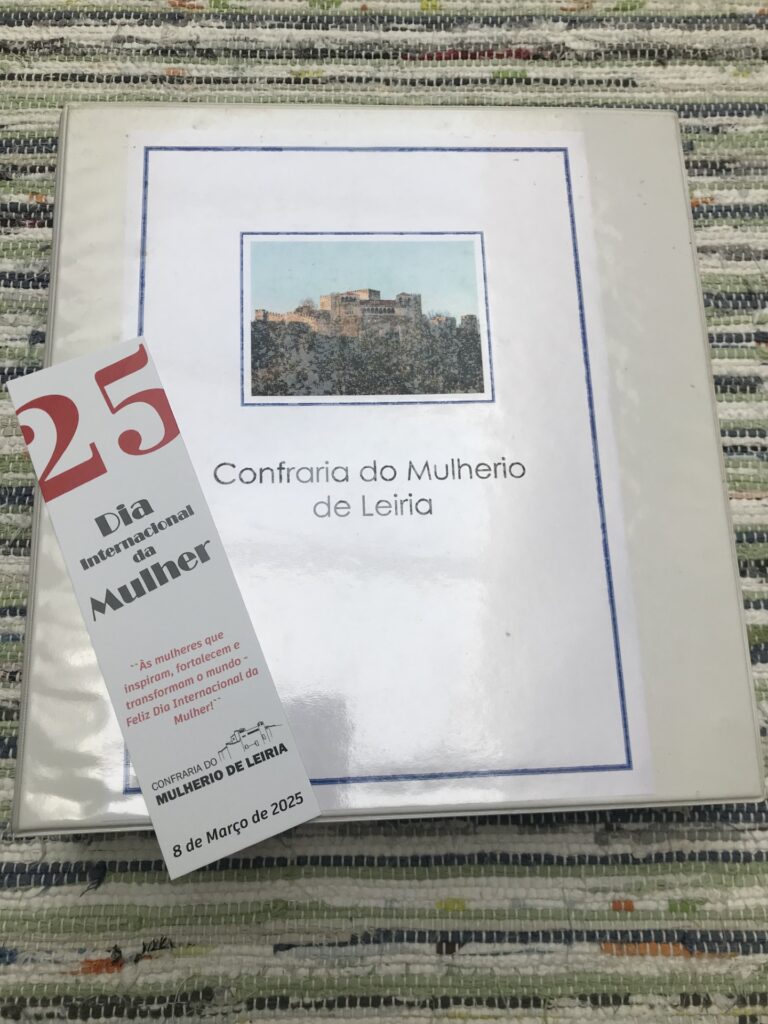 Confraria do Mulherio
de Leiria
25
Dia
Internacional
da
Mulher
``Às mulheres que
inspiram, fortalecem e
transformam o mundo -
Feliz Dia Internacional da
Mulher!``
CONFRARIA DO
MULHERIO DE LEIRIA
8 de Março de 2025